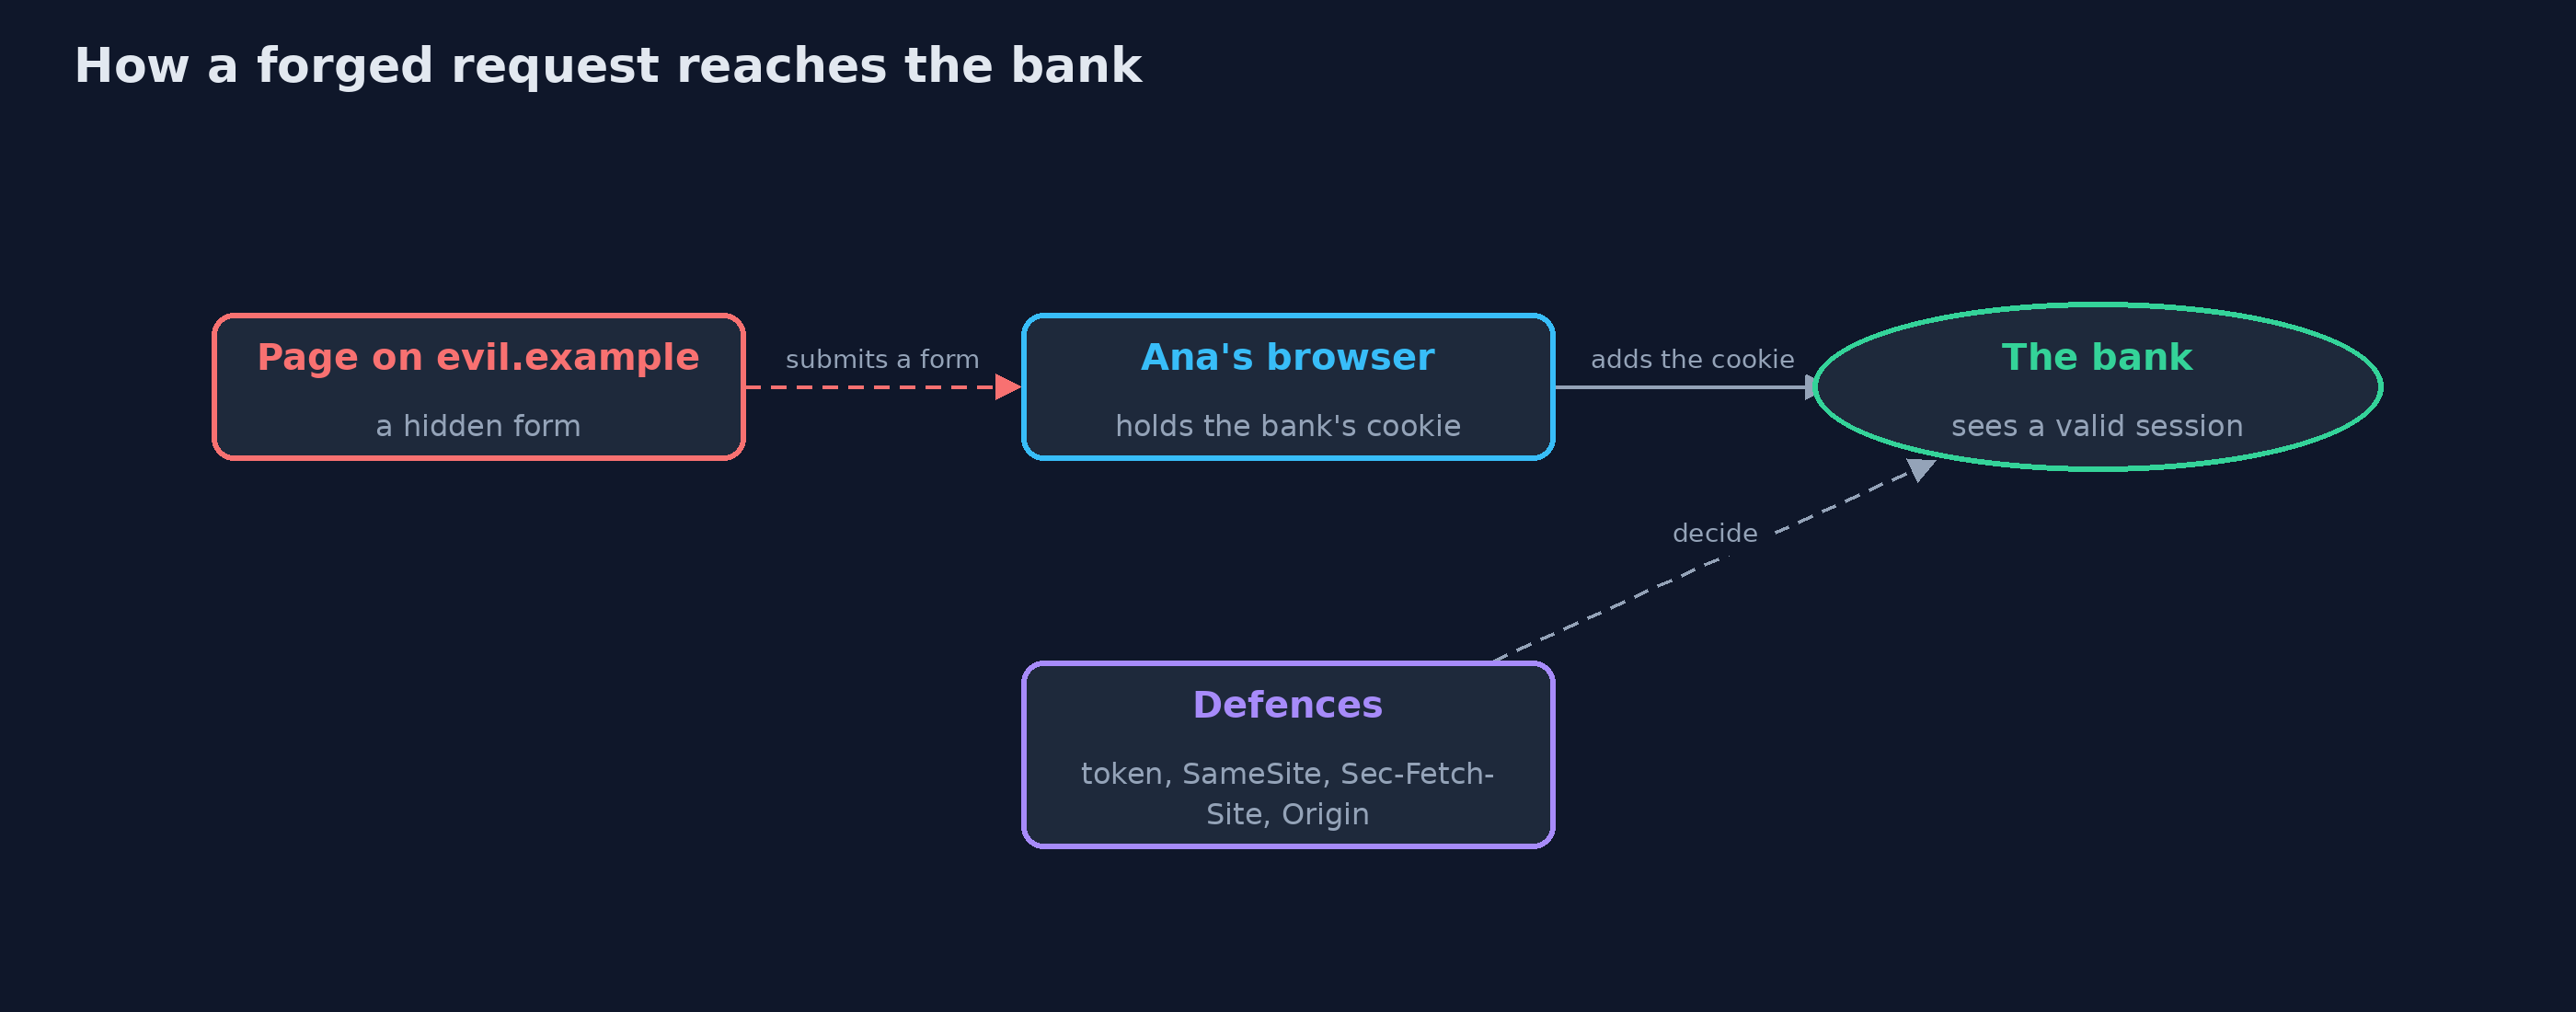 How a forged request reaches the bank
Page on evil.example
a hidden form
submits a form
Ana's browser
holds the bank's cookie
adds the cookie
The bank
sees a valid session
decide
Defences
token, SameSite, Sec-Fetch-
Site, Origin